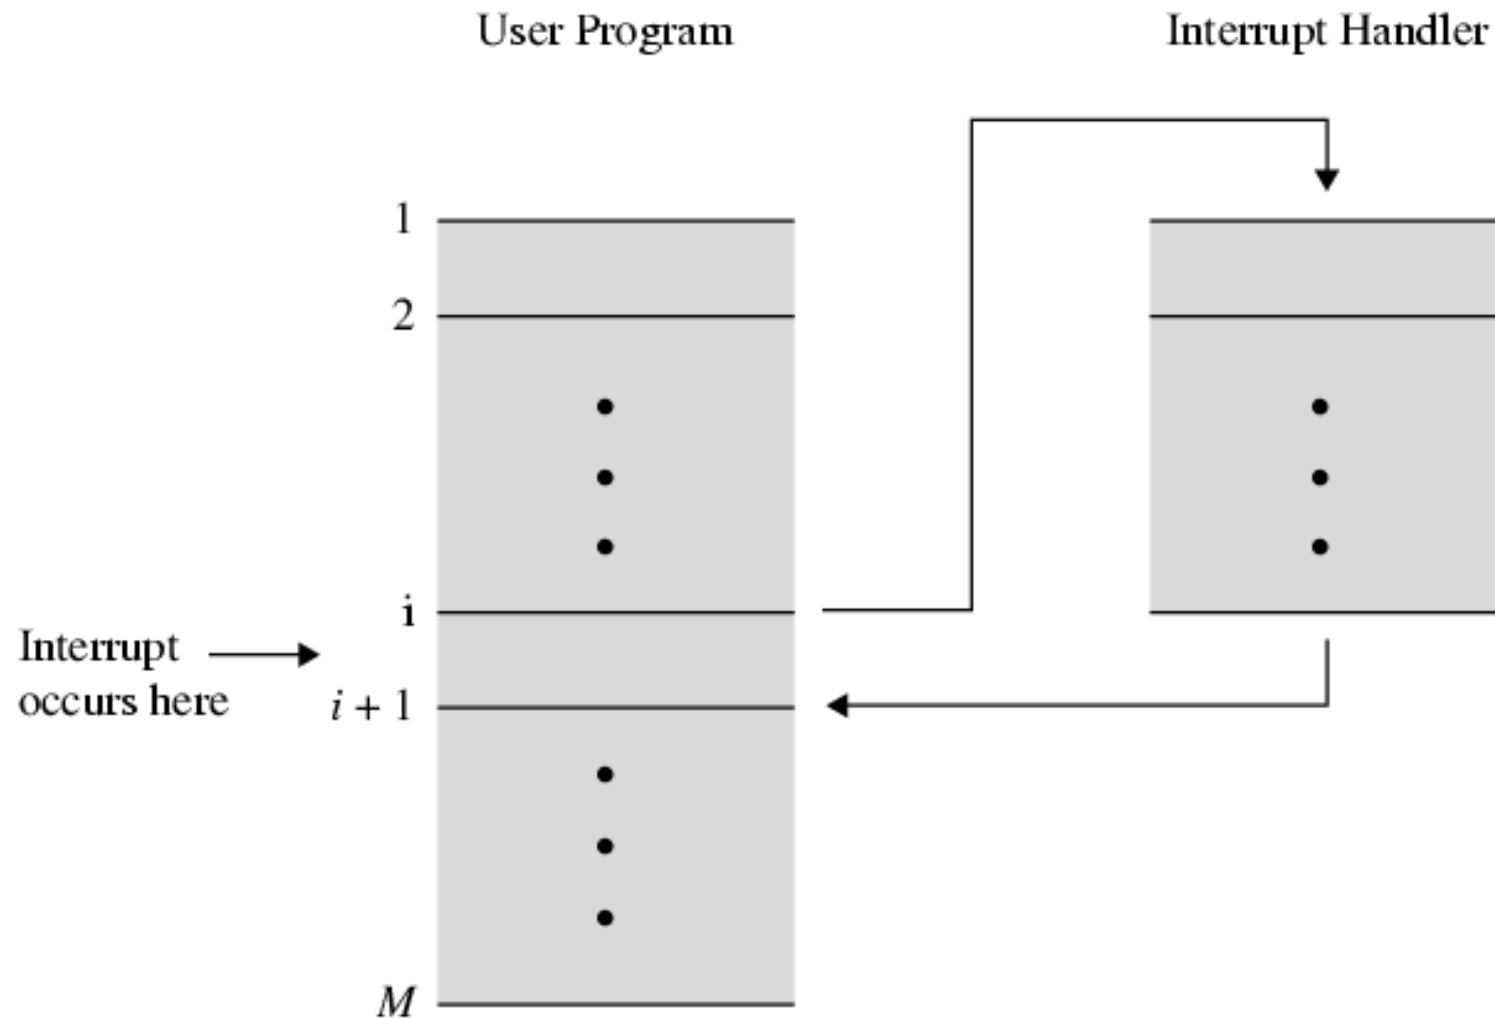 User Program
Interrupt Handler
1
2
i
Interrupt
occurs here
i + 1
M